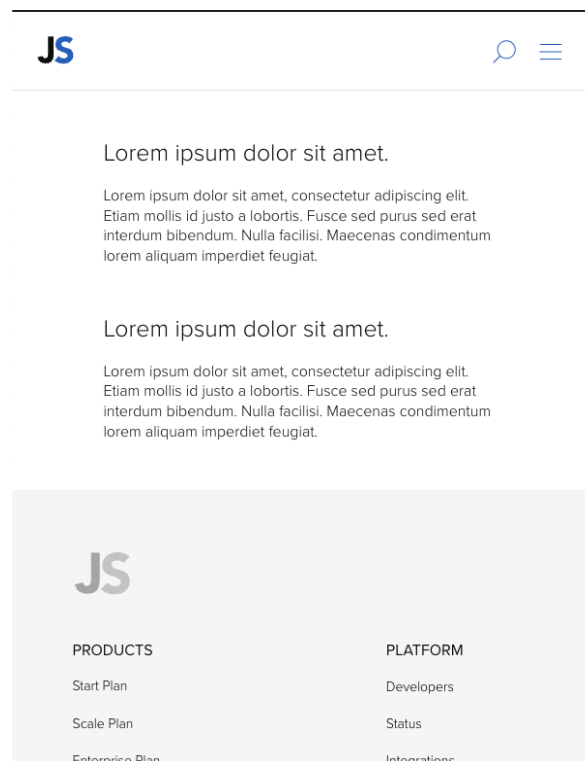 JS
Lorem ipsum dolor sit amet.
Lorem ipsum dolor sit amet, consectetur adipiscing elit.
Etiam mollis id justo a lobortis. Fusce sed purus sed erat
interdum bibendum. Nulla facilisi. Maecenas condimentum
lorem aliquam imperdiet feugiat.
Lorem ipsum dolor sit amet.
Lorem ipsum dolor sit amet, consectetur adipiscing elit.
Etiam mollis id justo a lobortis. Fusce sed purus sed erat
interdum bibendum. Nulla facilisi. Maecenas condimentum
lorem aliquam imperdiet feugiat.
JS
PRODUCTS
Start Plan
Scale Plan
Enterprise Plan
PLATFORM
Developers
Status
Integrations